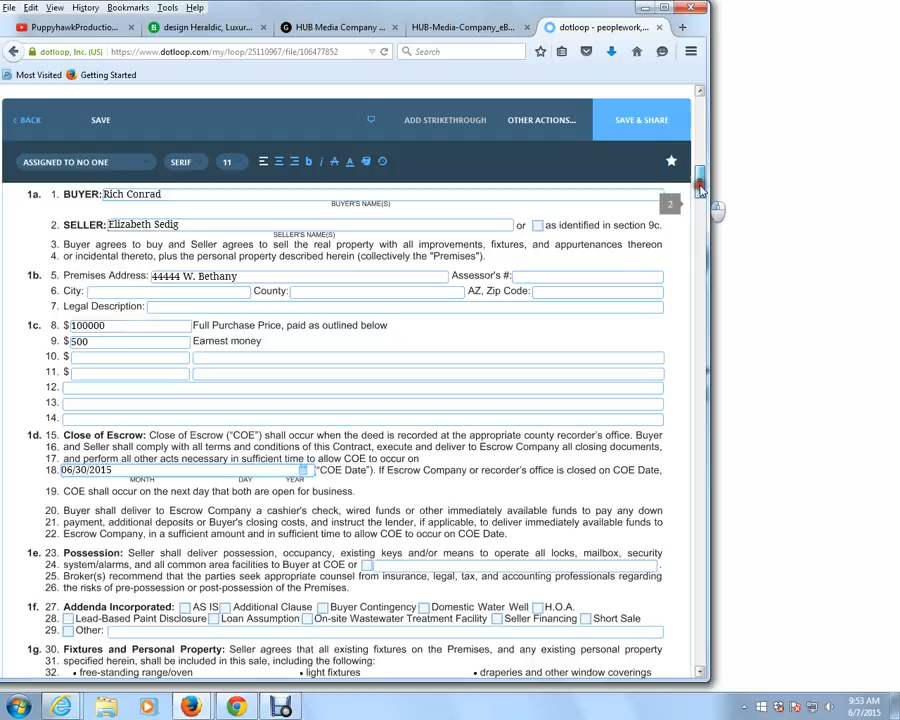 File Edit View History Bookmarks Tools Help
PuppyhawkProductio... design Heraldic, Luxur... HUB Media Company ... HUB-Media-Company_eB... dotloop - peoplework,...
dotloop, Inc. (US) https://www.dotloop.com/my/loop/25110967/file/106477852 Search
Most Visited Getting Started
BACK SAVE ADD STRIKETHROUGH OTHER ACTIONS... SAVE & SHARE
ASSIGNED TO NO ONE SERIF 11 b i A A
1a. 1. BUYER: Rich Conrad
BUYER'S NAME(S)
2
2. SELLER: Elizabeth Sedig or as identified in section 9c.
SELLER'S NAME(S)
3. Buyer agrees to buy and Seller agrees to sell the real property with all improvements, fixtures, and appurtenances thereon
4. or incidental thereto, plus the personal property described herein (collectively the "Premises").
1b. 5. Premises Address: 44444 W. Bethany Assessor's #:
6. City: County: AZ, Zip Code:
7. Legal Description:
1c. 8. $ 100000 Full Purchase Price, paid as outlined below
9. $ 500 Earnest money
10. $
11. $
12.
13.
14.
1d. 15. Close of Escrow: Close of Escrow ("COE") shall occur when the deed is recorded at the appropriate county recorder's office. Buyer
16. and Seller shall comply with all terms and conditions of this Contract, execute and deliver to Escrow Company all closing documents,
17. and perform all other acts necessary in sufficient time to allow COE to occur on
18. 06/30/2015 ("COE Date"). If Escrow Company or recorder's office is closed on COE Date,
MONTH DAY YEAR
19. COE shall occur on the next day that both are open for business.
20. Buyer shall deliver to Escrow Company a cashier's check, wired funds or other immediately available funds to pay any down
21. payment, additional deposits or Buyer's closing costs, and instruct the lender, if applicable, to deliver immediately available funds to
22. Escrow Company, in a sufficient amount and in sufficient time to allow COE to occur on COE Date.
1e. 23. Possession: Seller shall deliver possession, occupancy, existing keys and/or means to operate all locks, mailbox, security
24. system/alarms, and all common area facilities to Buyer at COE or .
25. Broker(s) recommend that the parties seek appropriate counsel from insurance, legal, tax, and accounting professionals regarding
26. the risks of pre-possession or post-possession of the Premises.
1f. 27. Addenda Incorporated: AS IS Additional Clause Buyer Contingency Domestic Water Well H.O.A.
28. Lead-Based Paint Disclosure Loan Assumption On-site Wastewater Treatment Facility Seller Financing Short Sale
29. Other:
1g. 30. Fixtures and Personal Property: Seller agrees that all existing fixtures on the Premises, and any existing personal property
31. specified herein, shall be included in this sale, including the following:
32. • free-standing range/oven • light fixtures • draperies and other window coverings
9:53 AM
6/7/2015